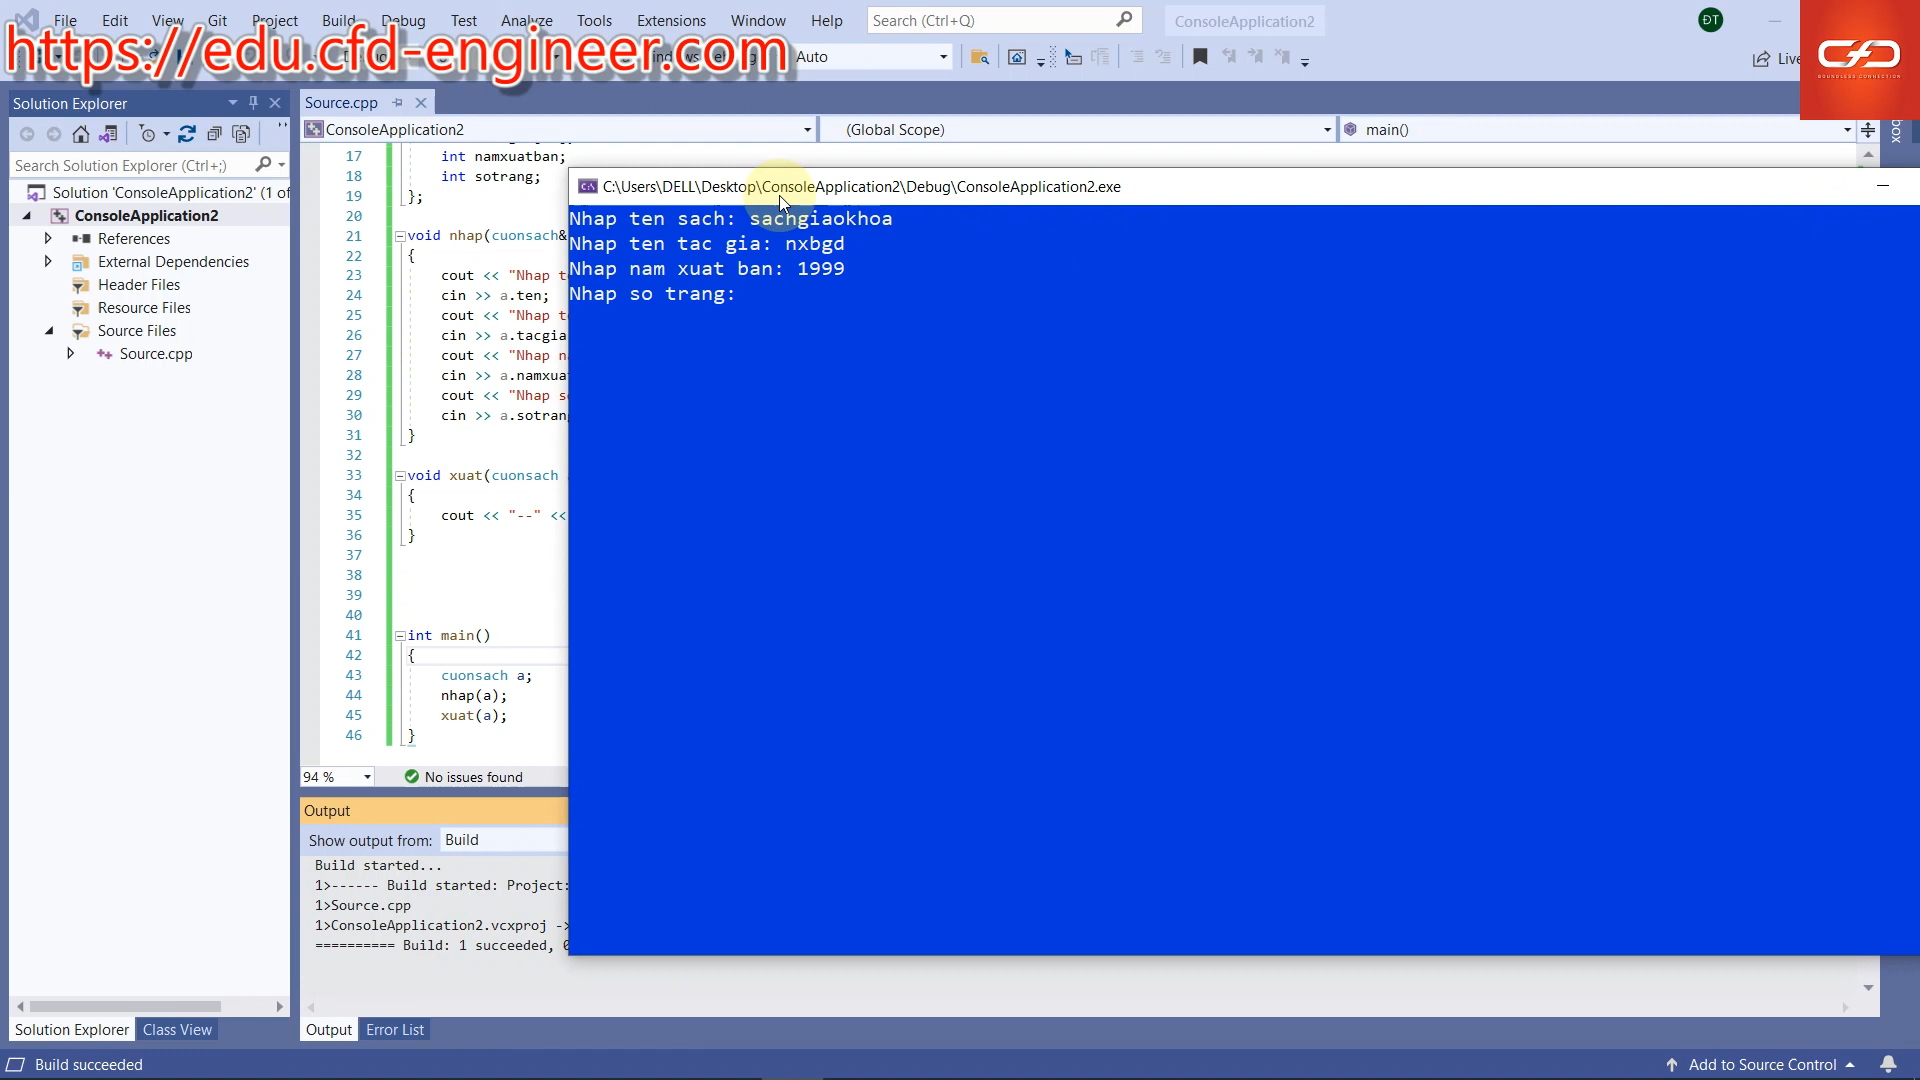 File Edit View Git Project Build Debug Test Analyze Tools Extensions Window Help Search (Ctrl+Q) ConsoleApplication2 ĐT
https://edu.cfd-engineer.com
Auto
Live
CFD
BOUNDLESS CONNECTION
Solution Explorer
Source.cpp
ConsoleApplication2 (Global Scope) main()
Search Solution Explorer (Ctrl+;)
Solution 'ConsoleApplication2' (1 of
ConsoleApplication2
References
External Dependencies
Header Files
Resource Files
Source Files
Source.cpp
17 int namxuatban;
18 int sotrang;
19 };
20
21 void nhap(cuonsach&
22 {
23 cout << "Nhap t
24 cin >> a.ten;
25 cout << "Nhap t
26 cin >> a.tacgia
27 cout << "Nhap n
28 cin >> a.namxua
29 cout << "Nhap s
30 cin >> a.sotran
31 }
32
33 void xuat(cuonsach
34 {
35 cout << "--" <<
36 }
37
38
39
40
41 int main()
42 {
43 cuonsach a;
44 nhap(a);
45 xuat(a);
46 }
C:\Users\DELL\Desktop\ConsoleApplication2\Debug\ConsoleApplication2.exe
Nhap ten sach: sachgiaokhoa
Nhap ten tac gia: nxbgd
Nhap nam xuat ban: 1999
Nhap so trang:
94 % No issues found
Output
Show output from: Build
Build started...
1>------ Build started: Project:
1>Source.cpp
1>ConsoleApplication2.vcxproj ->
========== Build: 1 succeeded, 0
Solution Explorer Class View
Output Error List
Build succeeded
Add to Source Control